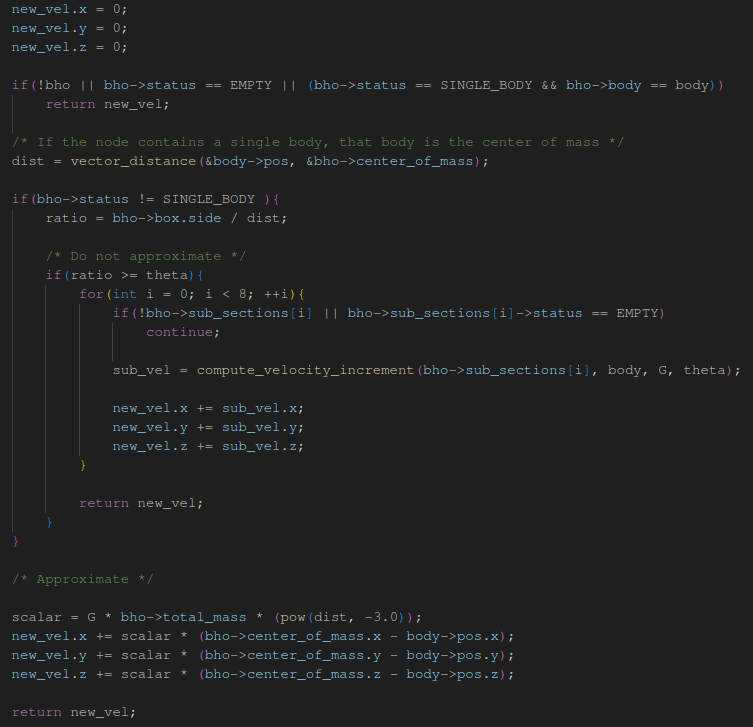 new_vel.x = 0;
new_vel.y = 0;
new_vel.z = 0;
if(!bho || bho->status == EMPTY || (bho->status == SINGLE_BODY && bho->body == body))
return new_vel;
/* If the node contains a single body, that body is the center of mass */
dist = vector_distance(&body->pos, &bho->center_of_mass);
if(bho->status != SINGLE_BODY ){
ratio = bho->box.side / dist;
/* Do not approximate */
if(ratio >= theta){
for(int i = 0; i < 8; ++i){
if(!bho->sub_sections[i] || bho->sub_sections[i]->status == EMPTY)
continue;
sub_vel = compute_velocity_increment(bho->sub_sections[i], body, G, theta);
new_vel.x += sub_vel.x;
new_vel.y += sub_vel.y;
new_vel.z += sub_vel.z;
}
return new_vel;
}
}
/* Approximate */
scalar = G * bho->total_mass * (pow(dist, -3.0));
new_vel.x += scalar * (bho->center_of_mass.x - body->pos.x);
new_vel.y += scalar * (bho->center_of_mass.y - body->pos.y);
new_vel.z += scalar * (bho->center_of_mass.z - body->pos.z);
return new_vel;